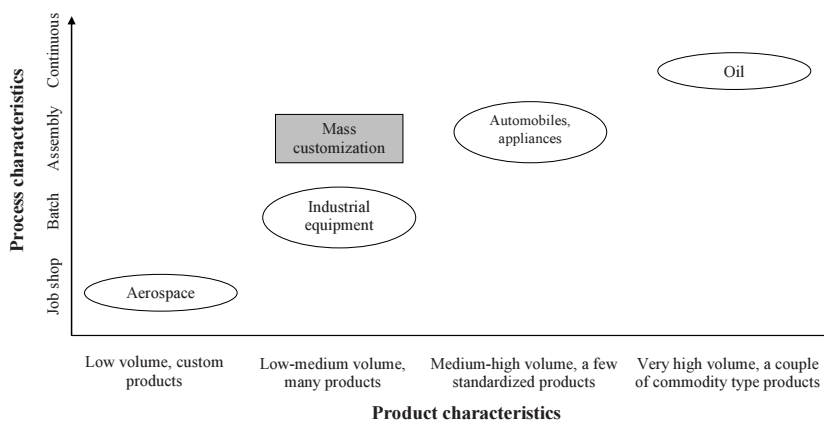 Process characteristics
Continuous
Assembly
Batch
Job shop
Oil
Automobiles,
appliances
Mass
customization
Industrial
equipment
Aerospace
Low volume, custom
products
Low-medium volume,
many products
Medium-high volume, a few
standardized products
Very high volume, a couple
of commodity type products
Product characteristics